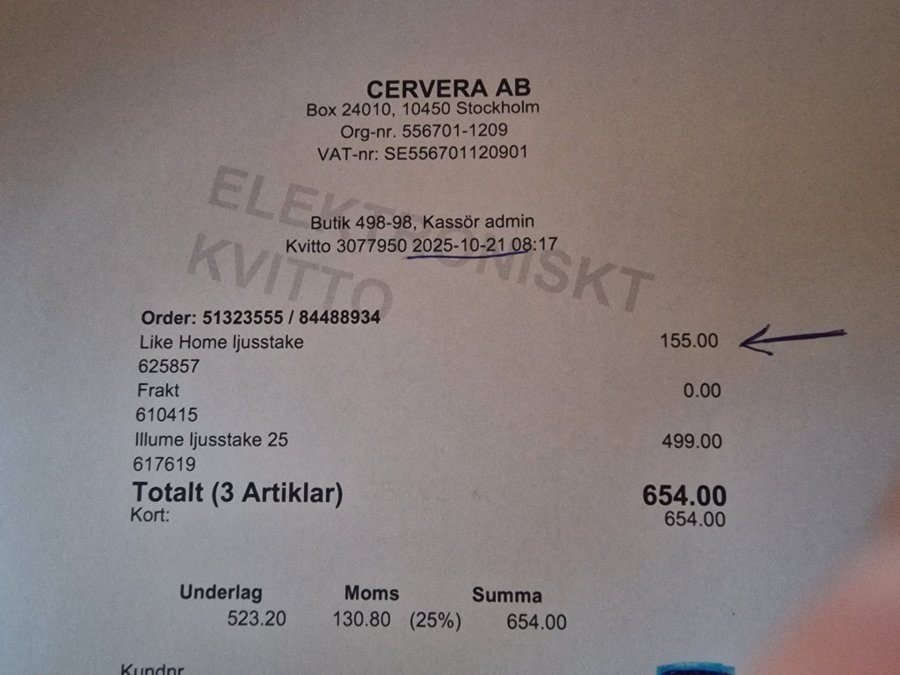 CERVERA AB
Box 24010, 10450 Stockholm
Org-nr. 556701-1209
VAT-nr: SE556701120901
ELEKTRONISKT
KVITTO
Butik 498-98, Kassör admin
Kvitto 3077950 2025-10-21 08:17
Order: 51323555 / 84488934
Like Home ljusstake 155.00
625857
Frakt 0.00
610415
Illume ljusstake 25 499.00
617619
Totalt (3 Artiklar) 654.00
Kort: 654.00
Underlag Moms Summa
523.20 130.80 (25%) 654.00
Kundnr